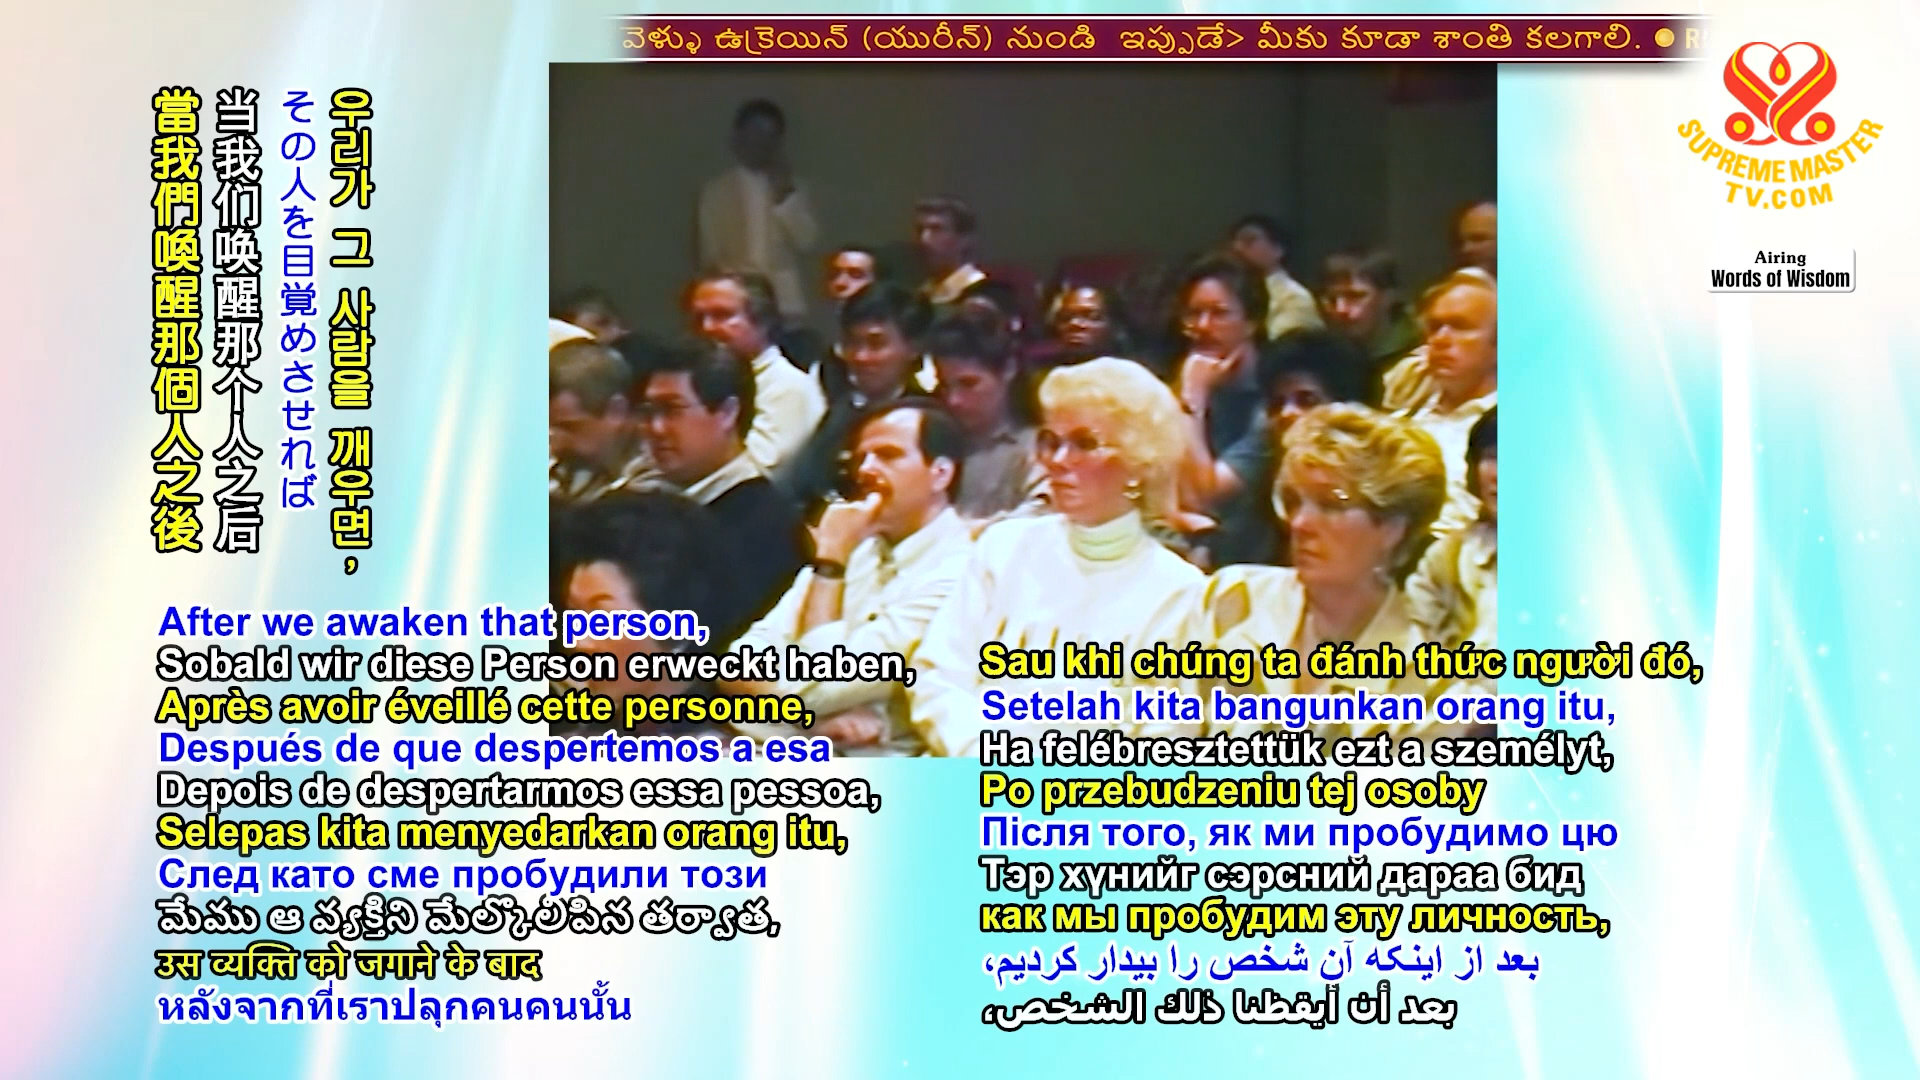 వెళ్ళు ఉక్రెయిన్ (యురీన్) నుండి ఇప్పుడే> మీకు కూడా శాంతి కలగాలి.
SUPREME MASTER
TV.COM
Airing
Words of Wisdom
우리가 그 사람을 깨우면,
その人を目覚めさせれば
当我们唤醒那个人之后
當我們喚醒那個人之後
After we awaken that person,
Sobald wir diese Person erweckt haben,
Après avoir éveillé cette personne,
Después de que despertemos a esa
Depois de despertarmos essa pessoa,
Selepas kita menyedarkan orang itu,
След като сме пробудили този
మేము ఆ వ్యక్తిని మేల్కొలిపిన తర్వాత,
उस व्यक्ति को जगाने के बाद
หลังจากที่เราปลุกคนคนนั้น
Sau khi chúng ta đánh thức người đó,
Setelah kita bangunkan orang itu,
Ha felébresztettük ezt a személyt,
Po przebudzeniu tej osoby
Після того, як ми пробудимо цю
Тэр хүнийг сэрсний дараа бид
как мы пробудим эту личность,
بعد از اینکه آن شخص را بیدار کردیم،
بعد أن أيقظنا ذلك الشخص،